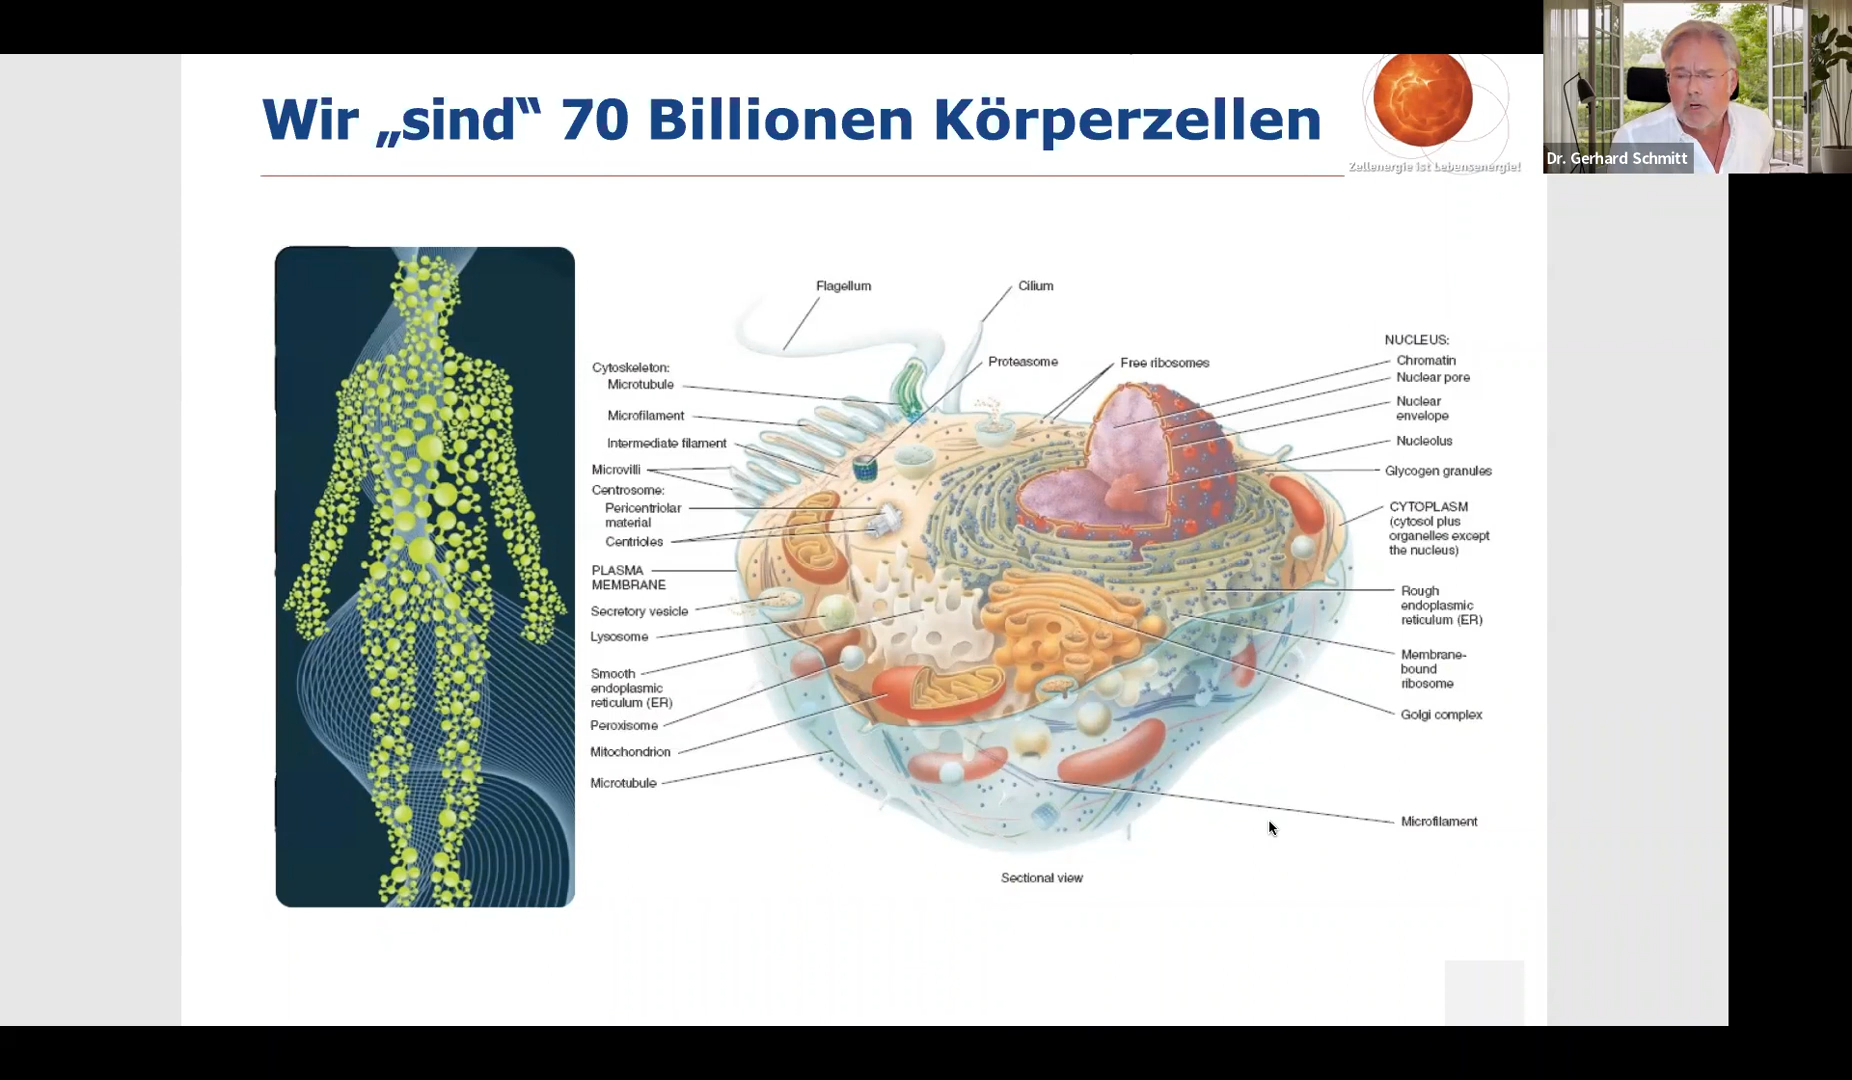 Wir „sind“ 70 Billionen Körperzellen
Zellenergie ist Lebensenergie!
Dr. Gerhard Schmitt
Flagellum
Cilium
Proteasome
Free ribosomes
Cytoskeleton:
Microtubule
Microfilament
Intermediate filament
Microvilli
Centrosome:
Pericentriolar
material
Centrioles
PLASMA
MEMBRANE
Secretory vesicle
Lysosome
Smooth
endoplasmic
reticulum (ER)
Peroxisome
Mitochondrion
Microtubule
NUCLEUS:
Chromatin
Nuclear pore
Nuclear
envelope
Nucleolus
Glycogen granules
CYTOPLASM
(cytosol plus
organelles except
the nucleus)
Rough
endoplasmic
reticulum (ER)
Membrane-
bound
ribosome
Golgi complex
Microfilament
Sectional view